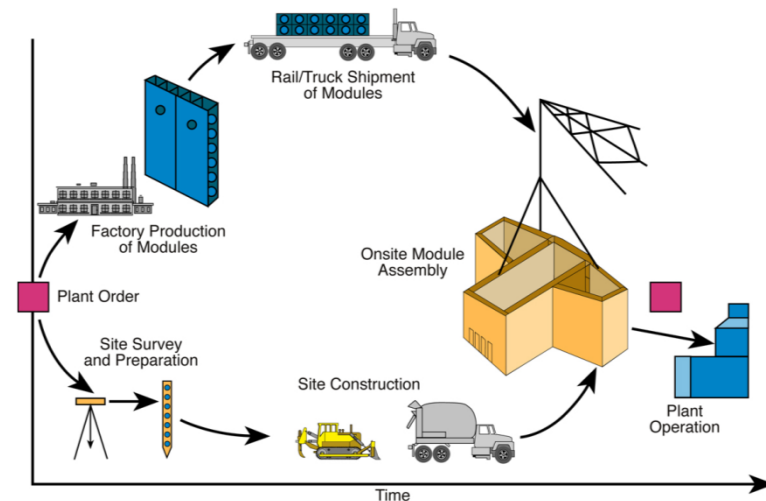 Rail/Truck Shipment
of Modules
Factory Production
of Modules
Onsite Module
Assembly
Plant Order
Site Survey
and Preparation
Site Construction
Plant
Operation
Time